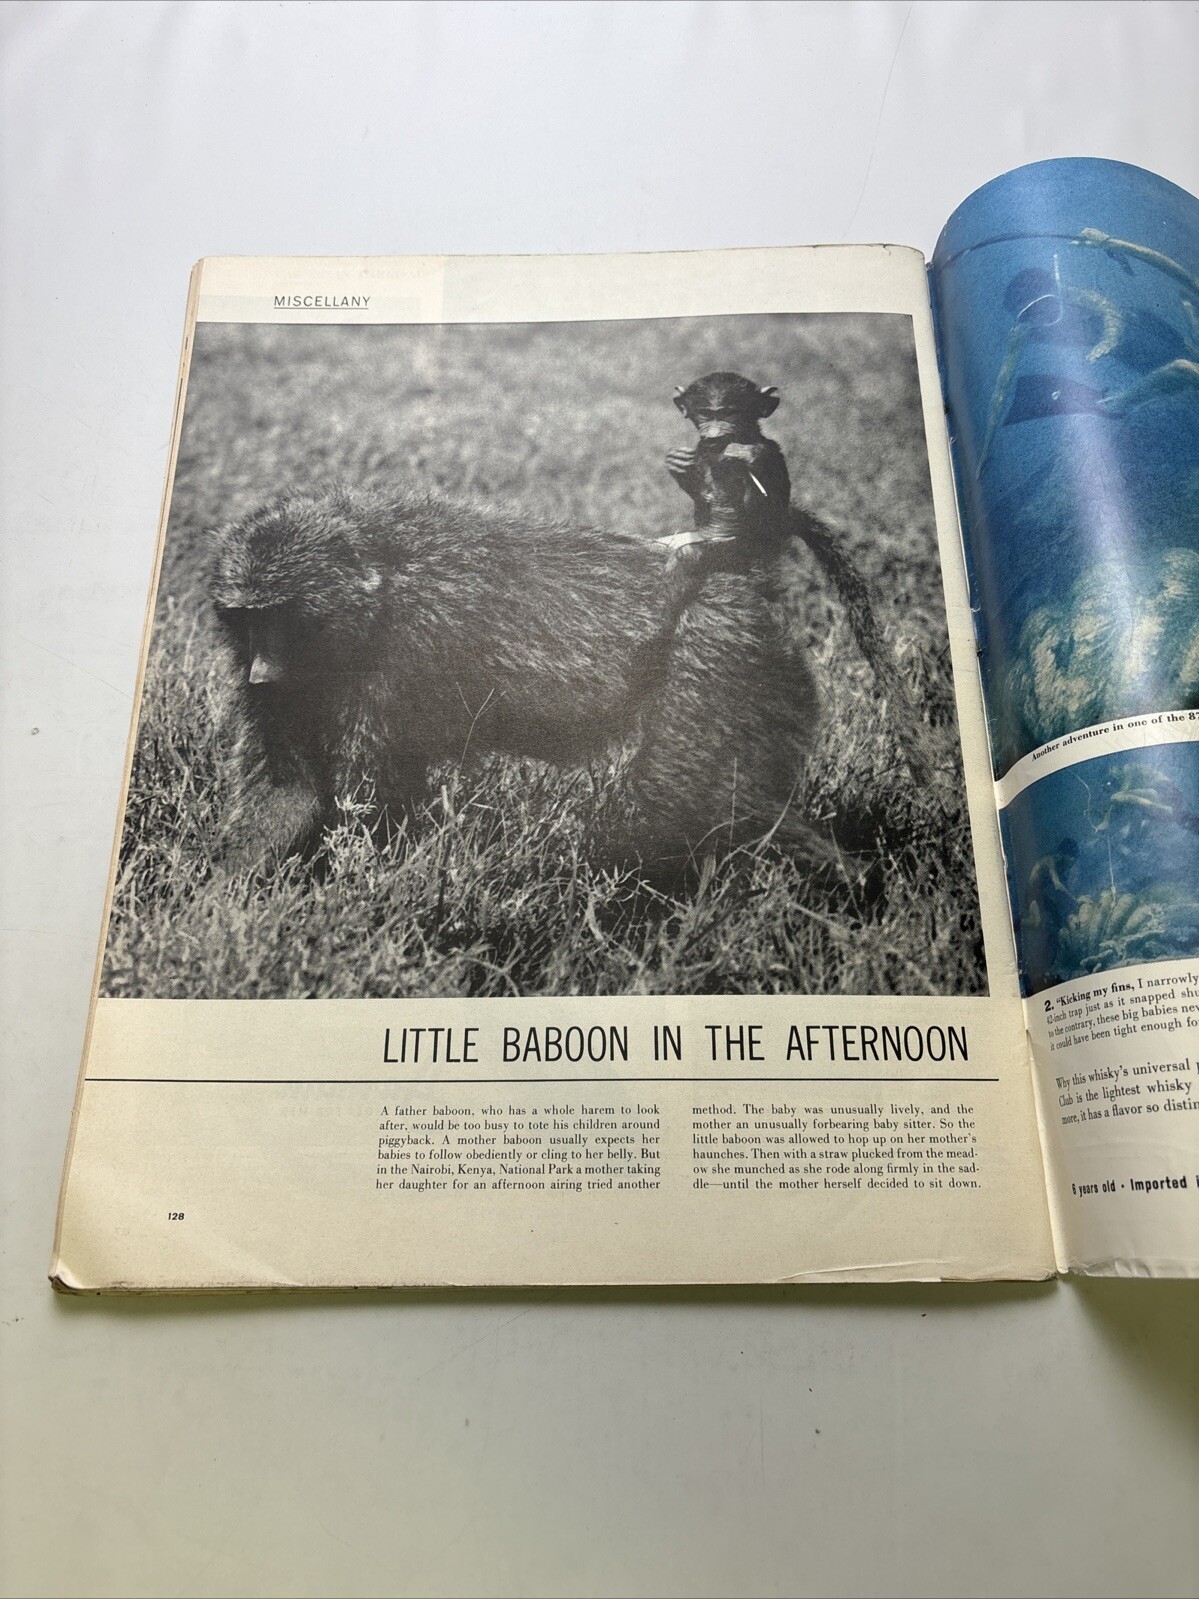 MISCELLANY
LITTLE BABOON IN THE AFTERNOON
A father baboon, who has a whole harem to look
after, would be too busy to tote his children around
piggyback. A mother baboon usually expects her
babies to follow obediently or cling to her belly. But
in the Nairobi, Kenya, National Park a mother taking
her daughter for an afternoon airing tried another
method. The baby was unusually lively, and the
mother an unusually forbearing baby sitter. So the
little baboon was allowed to hop up on her mother's
haunches. Then with a straw plucked from the mead-
ow she munched as she rode along firmly in the sad-
dle—until the mother herself decided to sit down.
128
Another adventure in one of the 87
2. "Kicking my fins, I narrowly
42-inch trap just as it snapped shu
to the contrary, these big babies nev
it could have been tight enough fo
Why this whisky's universal
Club is the lightest whisky
more, it has a flavor so distin
6 years old • Imported i